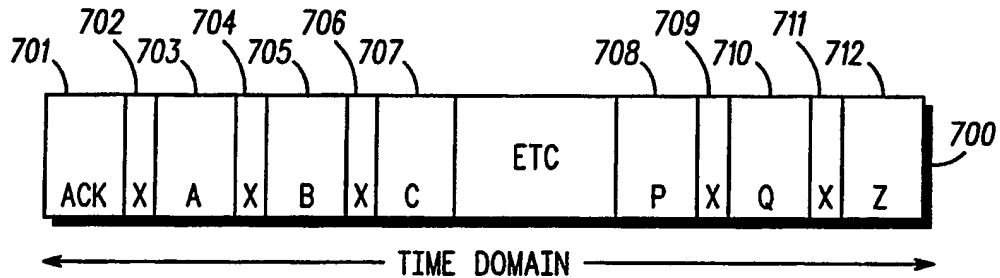 702 704 706 709 711
701 703 705 707 708 710 712
700
ETC
ACK X A X B X C P X Q X Z
TIME DOMAIN